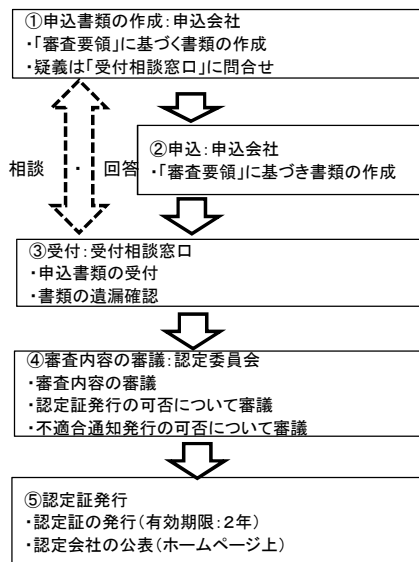 ①申込書類の作成:申込会社
・「審査要領」に基づく書類の作成
・疑義は「受付相談窓口」に問合せ
②申込:申込会社
・「審査要領」に基づき書類の作成
相談 ・ 回答
③受付:受付相談窓口
・申込書類の受付
・書類の遺漏確認
④審査内容の審議:認定委員会
・審査内容の審議
・認定証発行の可否について審議
・不適合通知発行の可否について審議
⑤認定証発行
・認定証の発行(有効期限:2年)
・認定会社の公表(ホームページ上)